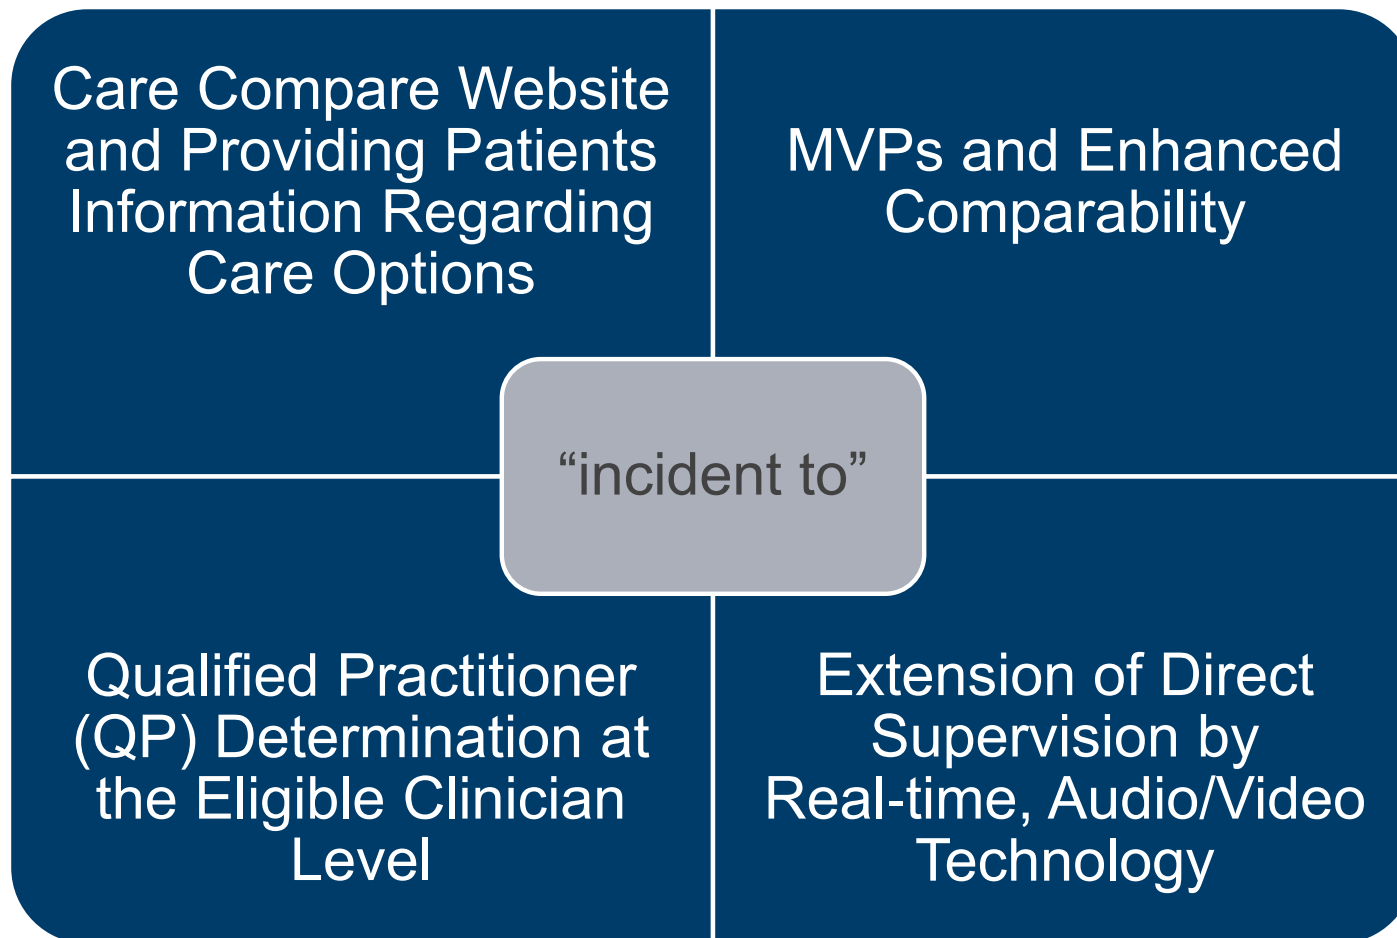 Care Compare Website
and Providing Patients
Information Regarding
Care Options
MVPs and Enhanced
Comparability
“incident to”
Qualified Practitioner
(QP) Determination at
the Eligible Clinician
Level
Extension of Direct
Supervision by
Real-time, Audio/Video
Technology